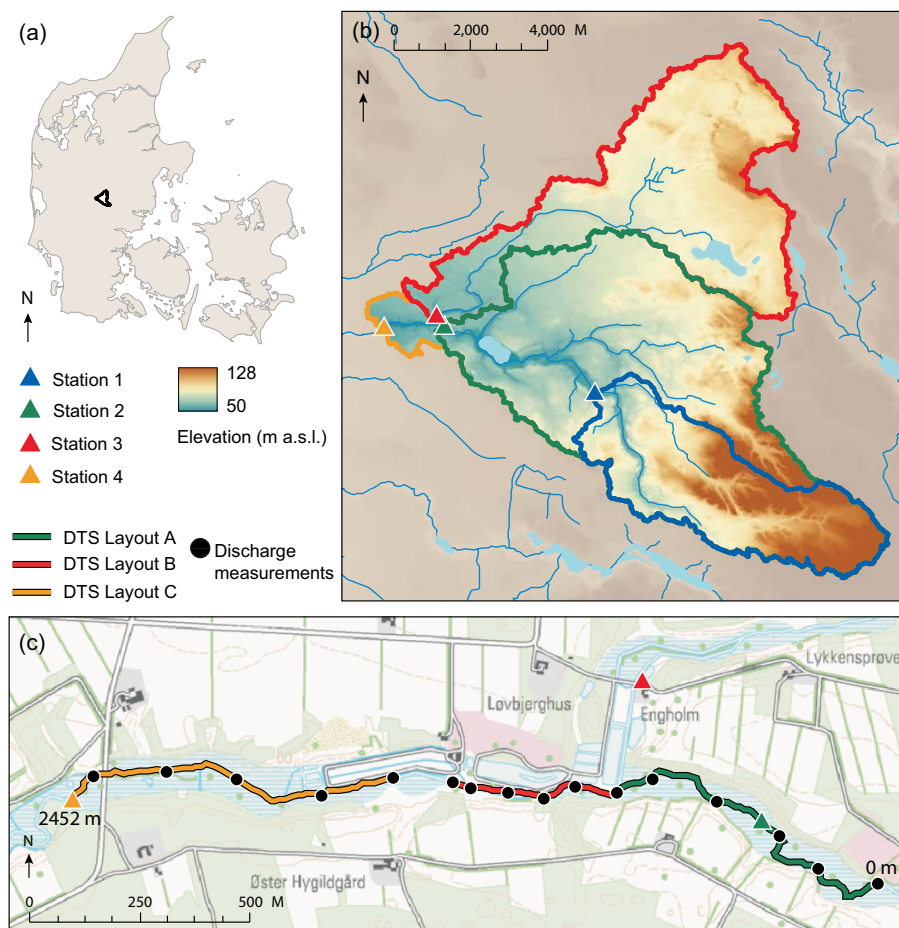 (a)
N
Station 1
Station 2
Station 3
Station 4
128
50
Elevation (m a.s.l.)
DTS Layout A
DTS Layout B
DTS Layout C
Discharge
measurements
(b)
0 2,000 4,000 M
N
(c)
Lykkensprøve
Løvbjerghus
Engholm
60
2452 m
0 m
N
Øster Hygildgård
0 250 500 M